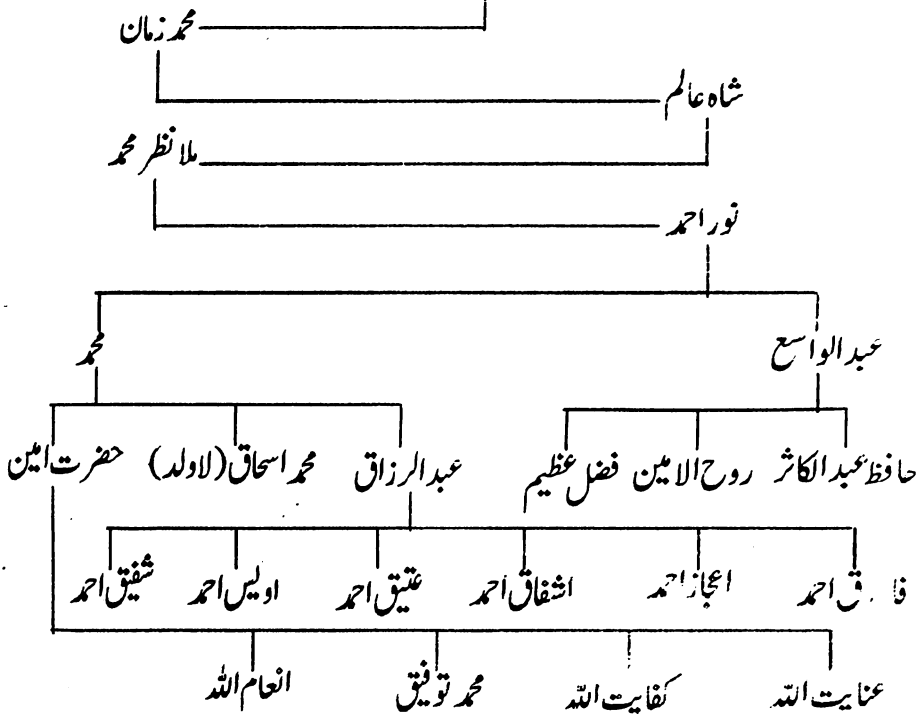 محمد زمان
شاہ عالم
ملا نظر محمد
نور احمد
عبدالواسع محمد
حافظ عبدالکاثر روح الامین فضل عظیم عبدالرزاق محمد اسحاق (لاولد) حضرت امین
احمد اعجاز احمد اشفاق احمد عتیق احمد اویس احمد شفیق احمد
عنایت اللہ کفایت اللہ محمد توفیق انعام اللہ